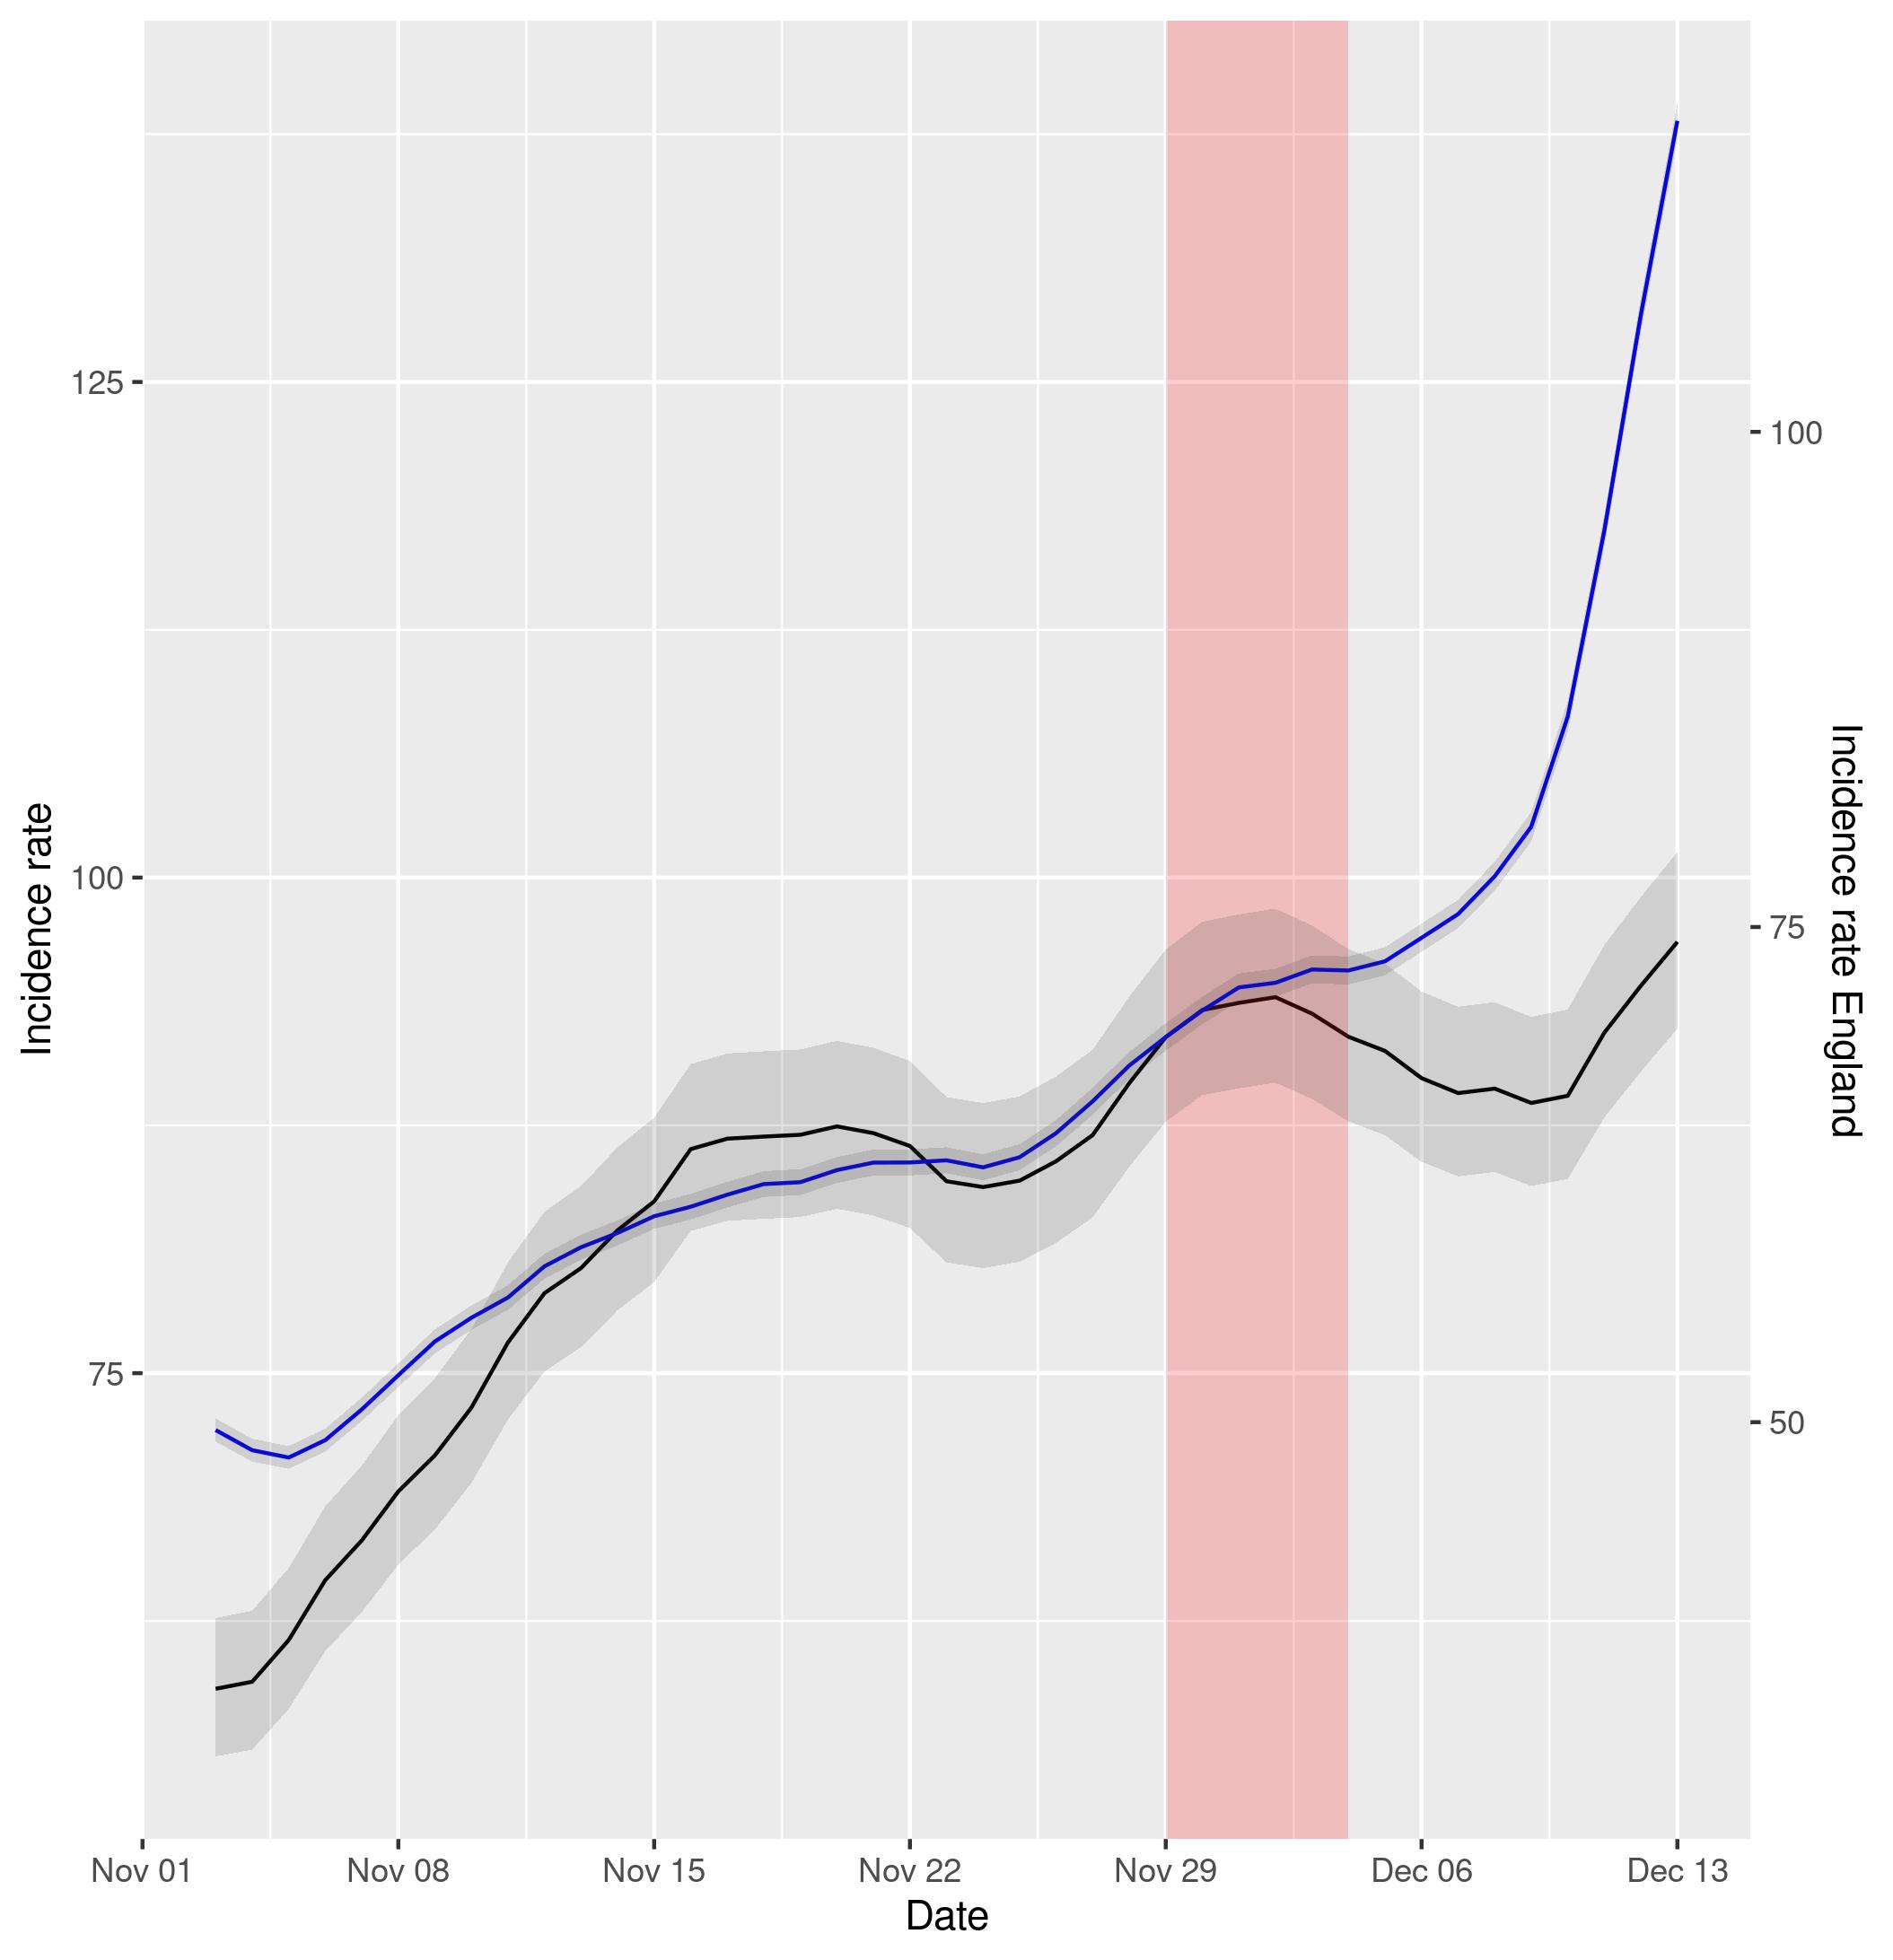 125
100
75
Incidence rate
100
75
50
Incidence rate England
Nov 01
Nov 08
Nov 15
Nov 22
Nov 29
Dec 06
Dec 13
Date